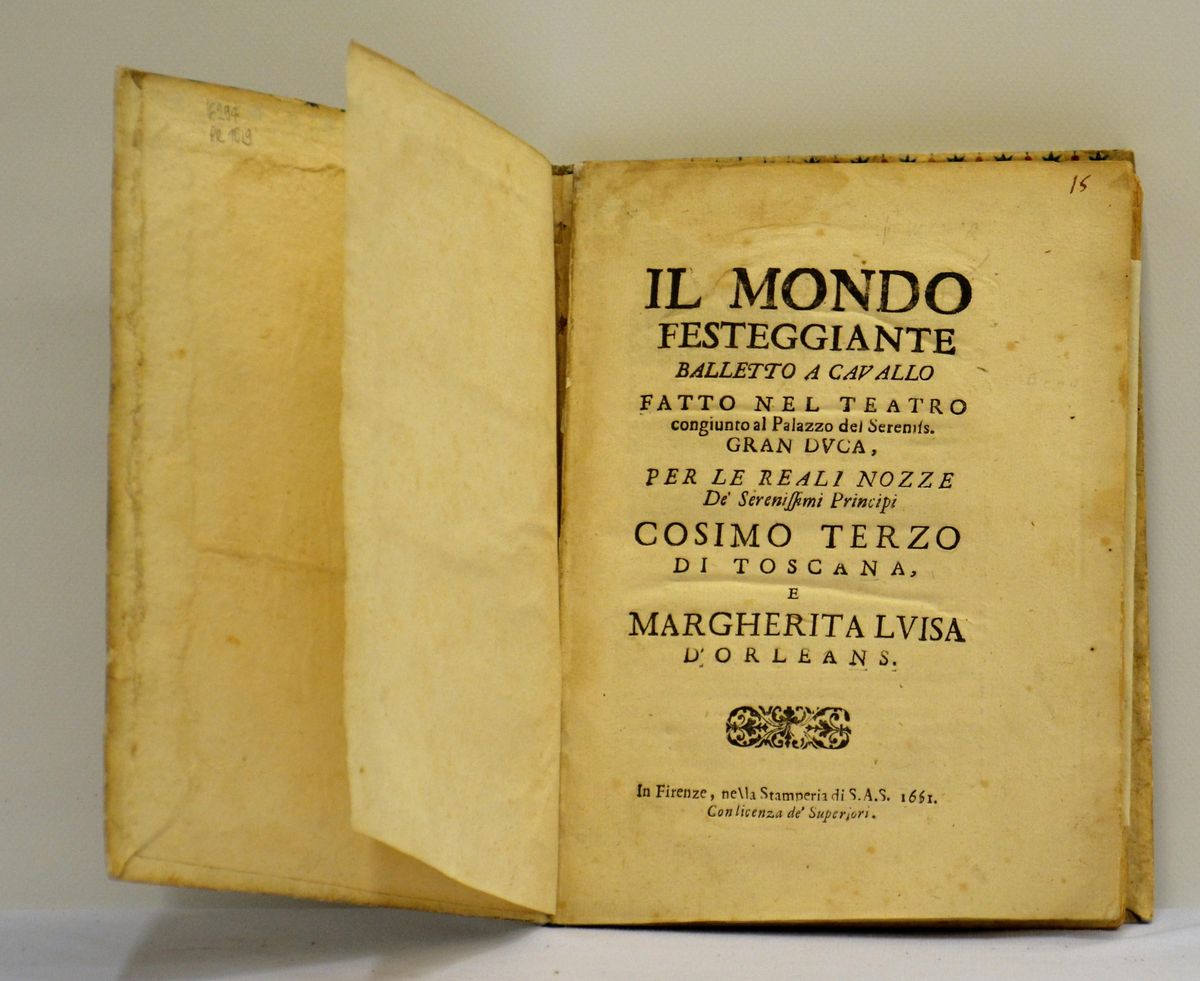 15
IL MONDO
FESTEGGIANTE
BALLETTO A CAVALLO
FATTO NEL TEATRO
congiunto al Palazzo del Sereniſs.
GRAN DVCA,
PER LE REALI NOZZE
De' Sereniſſimi Principi
COSIMO TERZO
DI TOSCANA,
E
MARGHERITA LVISA
D'ORLEANS.
In Firenze, nella Stamperia di S.A.S. 1661.
Con licenza de' Superiori.